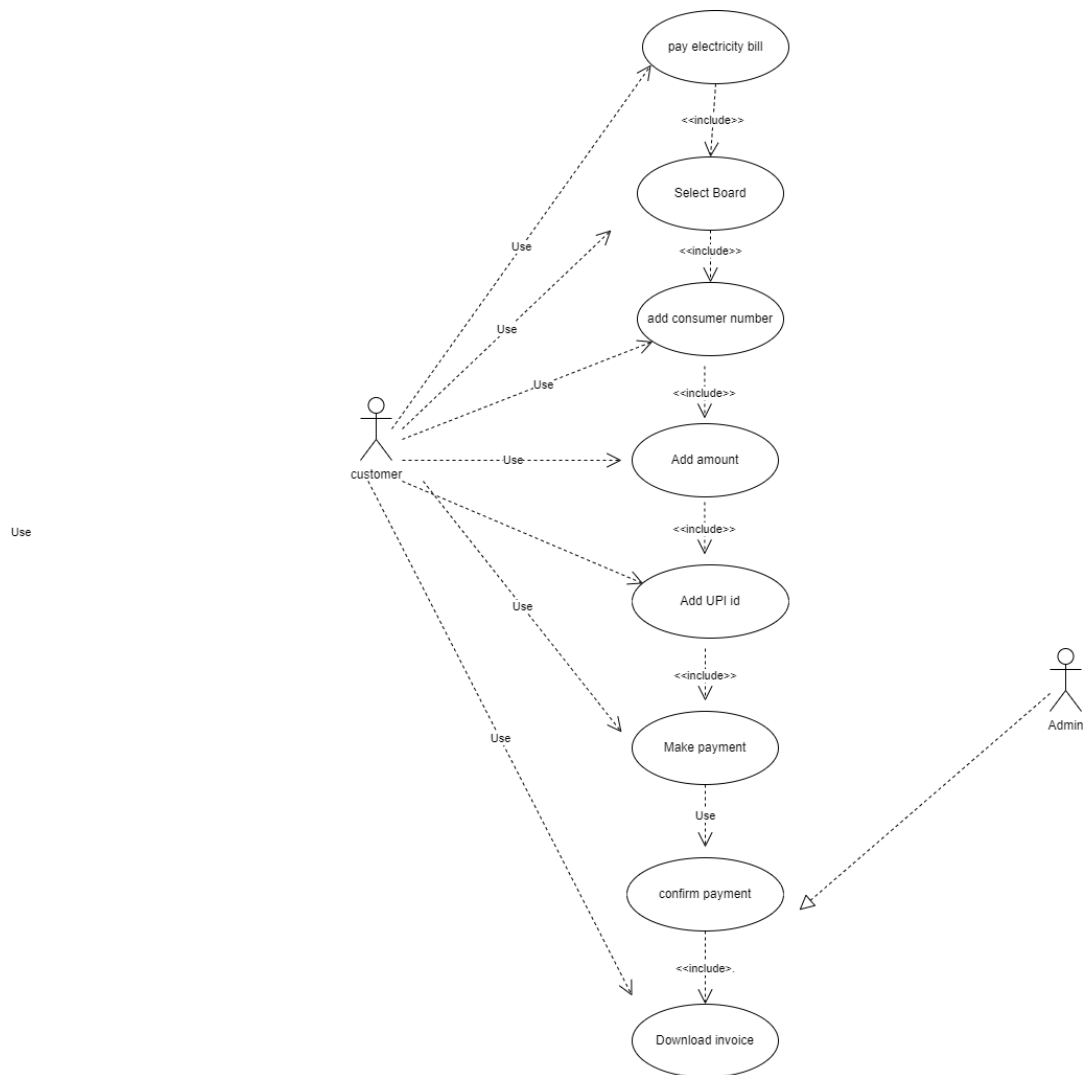 pay electricity bill
<<include>>
Select Board
Use
<<include>>
add consumer number
Use
Use
<<include>>
customer
Use
Add amount
Use
<<include>>
Add UPI id
Use
<<include>>
Admin
Use
Make payment
Use
confirm payment
<<include>.
Download invoice